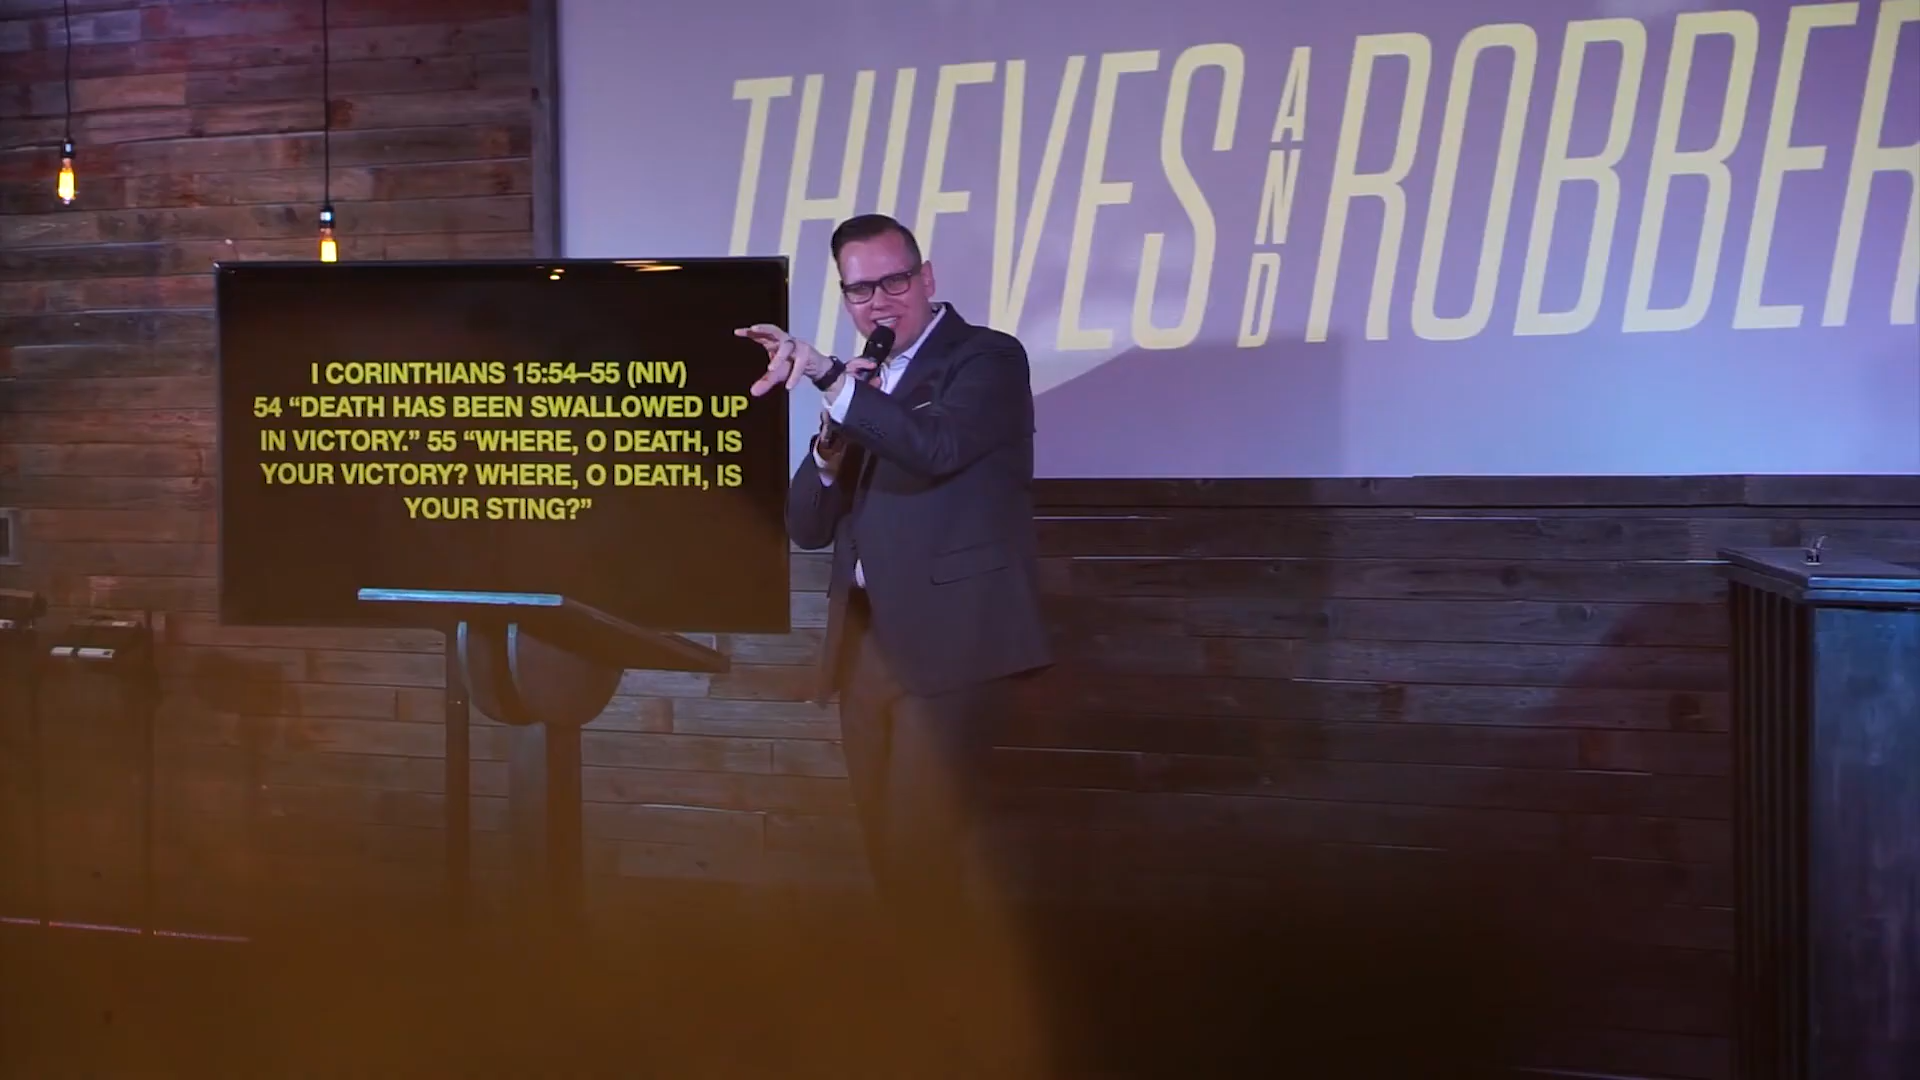 THIEVES AND ROBBER
I CORINTHIANS 15:54–55 (NIV)
54 “DEATH HAS BEEN SWALLOWED UP
IN VICTORY.” 55 “WHERE, O DEATH, IS
YOUR VICTORY? WHERE, O DEATH, IS
YOUR STING?”